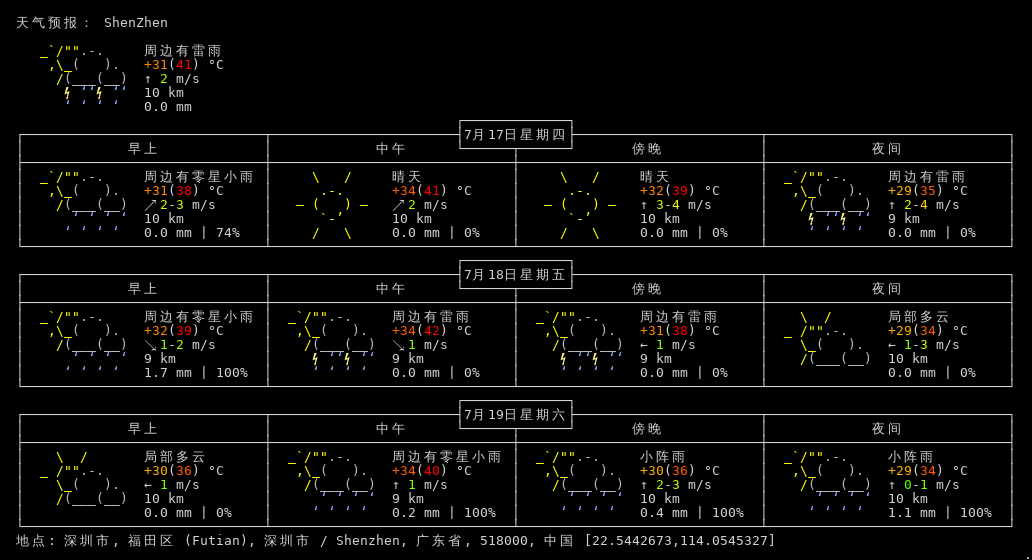 天气预报： ShenZhen
周边有雷雨
+31(41) °C
↑ 2 m/s
10 km
0.0 mm
7月17日星期四
早上 中午 傍晚 夜间
周边有零星小雨 晴天 晴天 周边有雷雨
+31(38) °C +34(41) °C +32(39) °C +29(35) °C
↗ 2-3 m/s ↗ 2 m/s ↑ 3-4 m/s ↑ 2-4 m/s
10 km 10 km 10 km 9 km
0.0 mm | 74% 0.0 mm | 0% 0.0 mm | 0% 0.0 mm | 0%
7月18日星期五
早上 中午 傍晚 夜间
周边有零星小雨 周边有雷雨 周边有雷雨 局部多云
+32(39) °C +34(42) °C +31(38) °C +29(34) °C
↘ 1-2 m/s ↘ 1 m/s ← 1 m/s ← 1-3 m/s
9 km 9 km 9 km 10 km
1.7 mm | 100% 0.0 mm | 0% 0.0 mm | 0% 0.0 mm | 0%
7月19日星期六
早上 中午 傍晚 夜间
局部多云 周边有零星小雨 小阵雨 小阵雨
+30(36) °C +34(40) °C +30(36) °C +29(34) °C
← 1 m/s ↑ 1 m/s ↑ 2-3 m/s ↑ 0-1 m/s
10 km 9 km 10 km 10 km
0.0 mm | 0% 0.2 mm | 100% 0.4 mm | 100% 1.1 mm | 100%
地点: 深圳市, 福田区 (Futian), 深圳市 / Shenzhen, 广东省, 518000, 中国 [22.5442673,114.0545327]